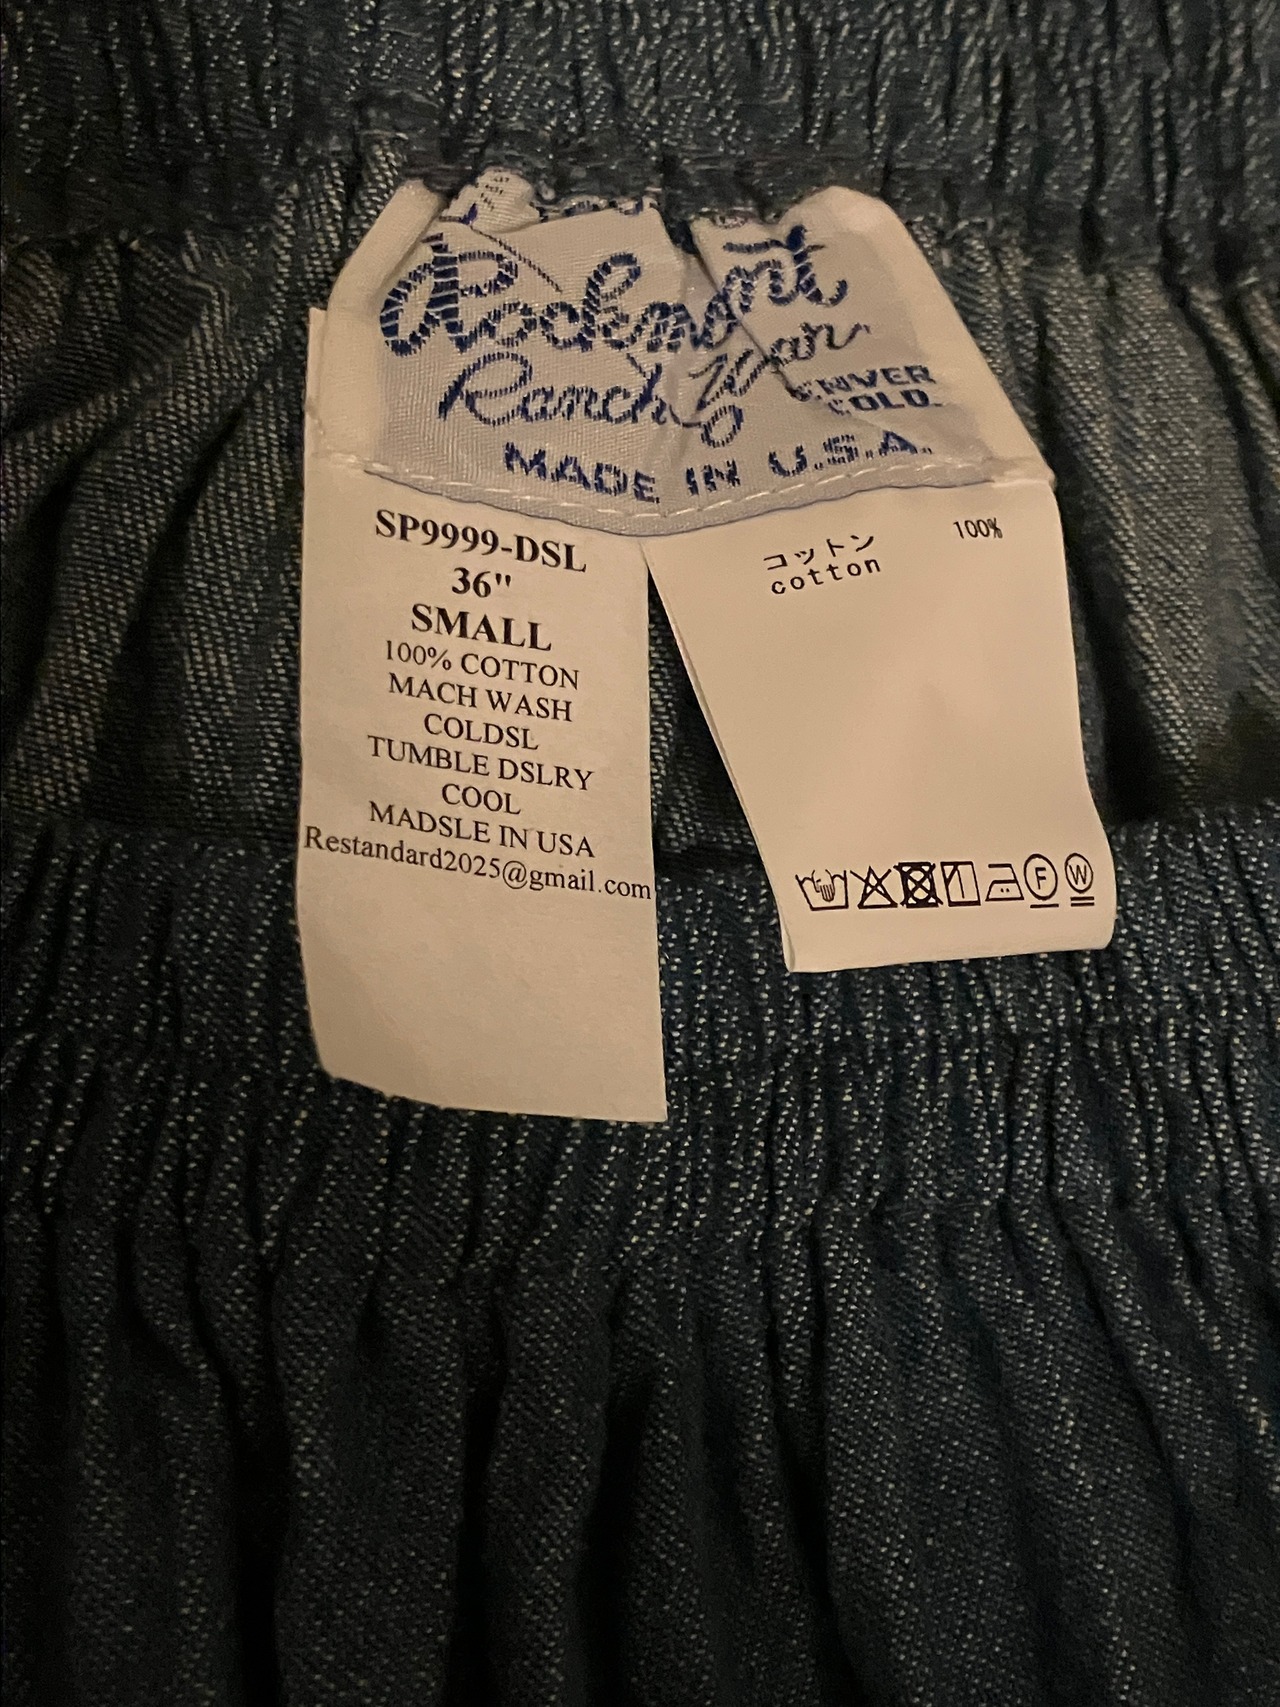 Rockmont
Ranch Wear
DENVER
COLO.
MADE IN U.S.A.
SP9999-DSL
36"
SMALL
100% COTTON
MACH WASH
COLDSL
TUMBLE DSLRY
COOL
MADSLE IN USA
Restandard2025@gmail.com
コットン 100%
cotton
F
W